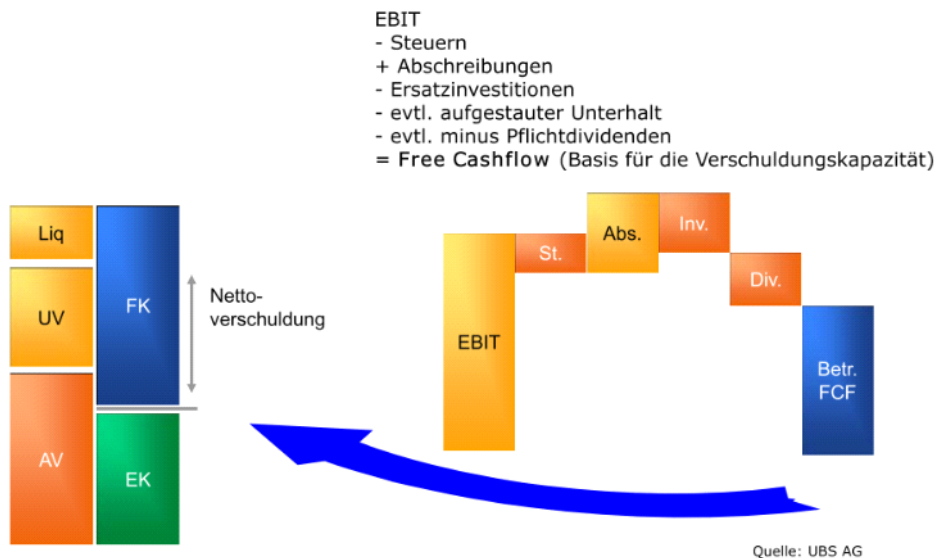 EBIT
- Steuern
+ Abschreibungen
- Ersatzinvestitionen
- evtl. aufgestauter Unterhalt
- evtl. minus Pflichtdividenden
= Free Cashflow (Basis für die Verschuldungskapazität)
Liq
UV
AV
FK
EK
Netto-
verschuldung
EBIT
St.
Abs.
Inv.
Div.
Betr.
FCF
Quelle: UBS AG